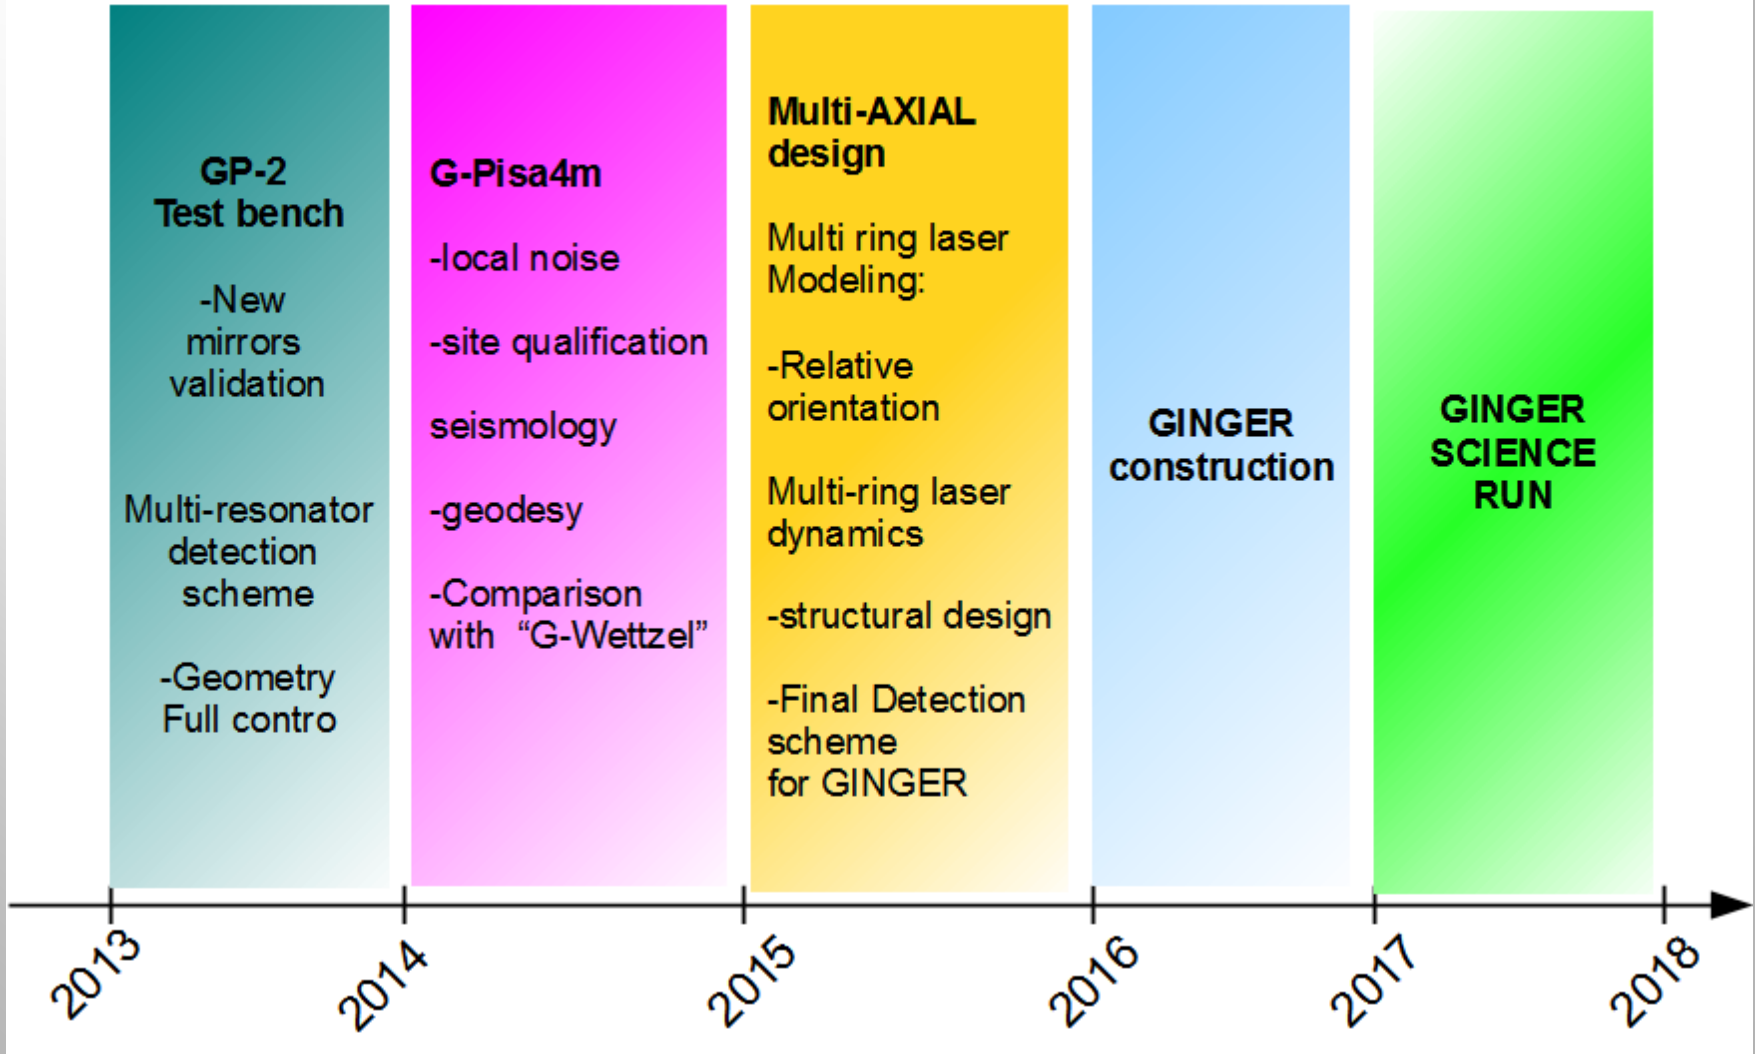 GP-2
Test bench
-New
mirrors
validation
Multi-resonator
detection
scheme
-Geometry
Full contro
G-Pisa4m
-local noise
-site qualification
seismology
-geodesy
-Comparison
with “G-Wettzel”
Multi-AXIAL
design
Multi ring laser
Modeling:
-Relative
orientation
Multi-ring laser
dynamics
-structural design
-Final Detection
scheme
for GINGER
GINGER
construction
GINGER
SCIENCE
RUN
2013
2014
2015
2016
2017
2018